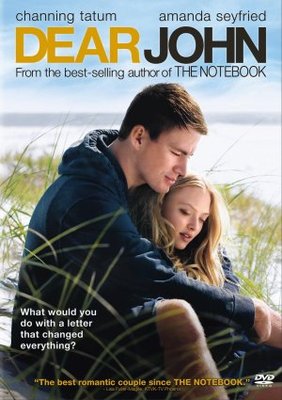 channing tatum amanda seyfried
DEAR JOHN
From the best-selling author of THE NOTEBOOK
What would you
do with a letter
that changed
everything?
"The best romantic couple since THE NOTEBOOK."
DVD
VIDEO